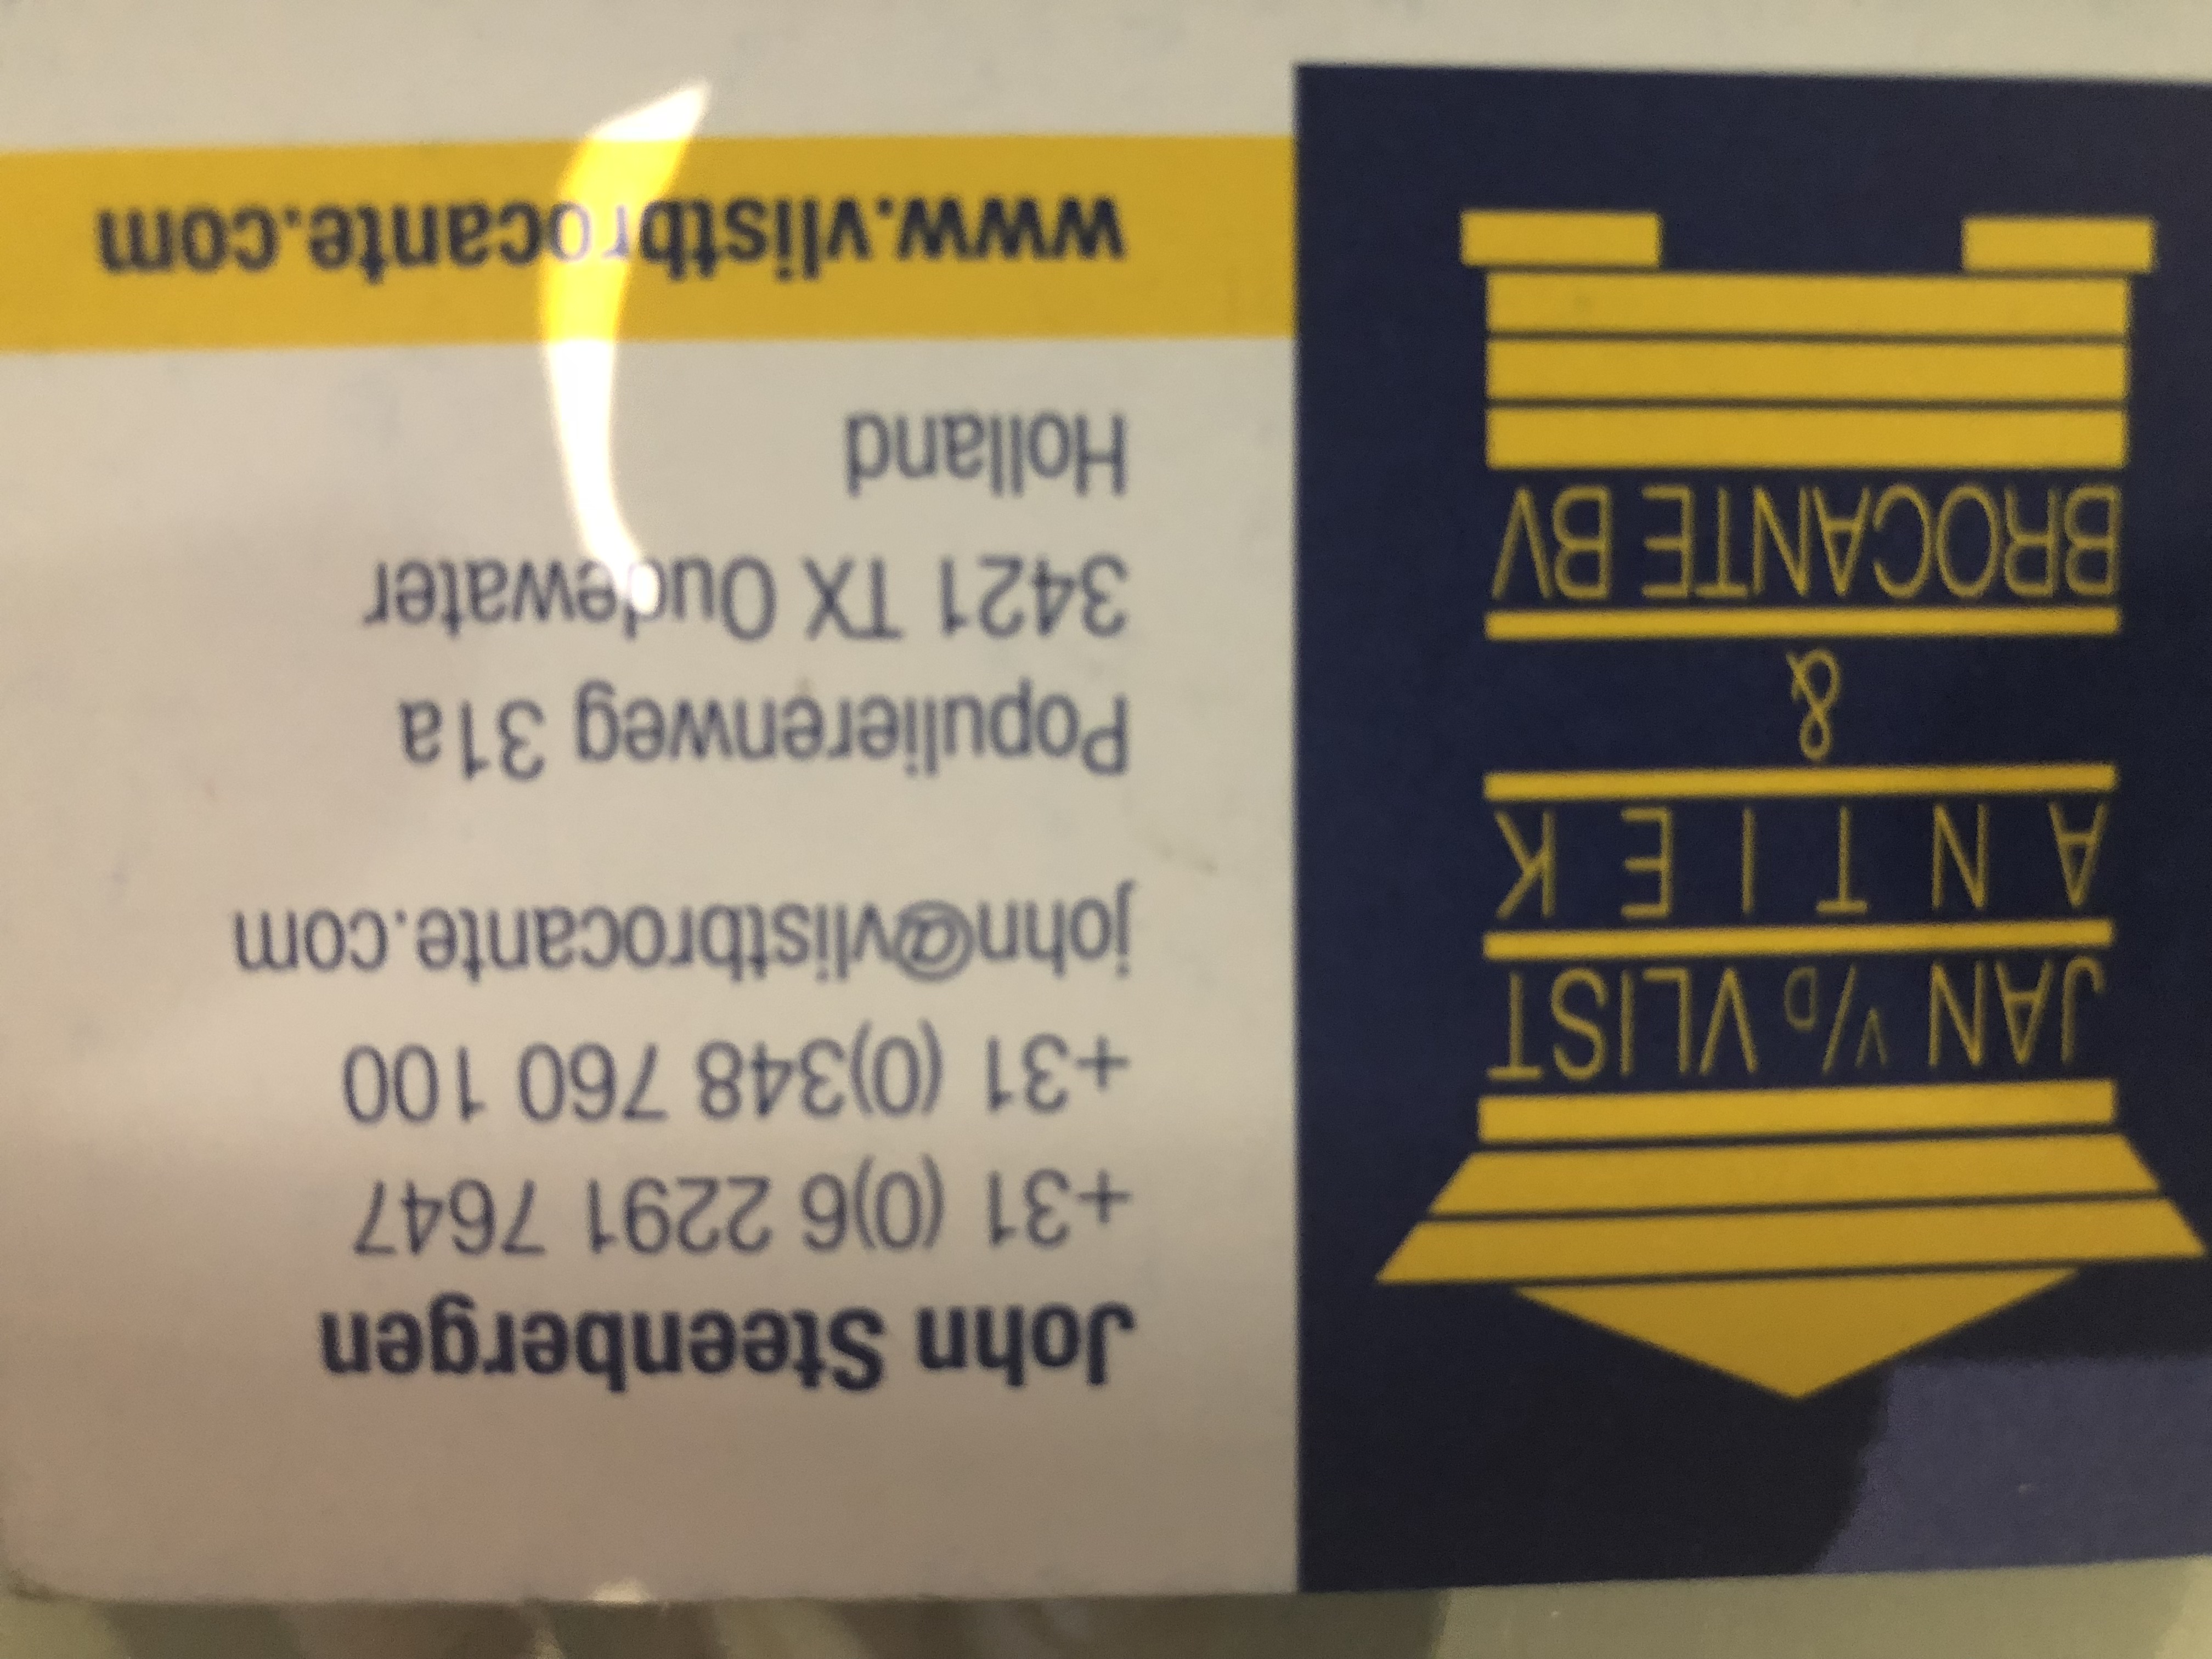 JAN V/D VLIST
ANTIEK
&
BROCANTE BV
John Steenbergen
+31 (0)6 2291 7647
+31 (0)348 760 100
john@vlistbrocante.com
Populierenweg 31a
3421 TX Oudewater
Holland
www.vlistbrocante.com